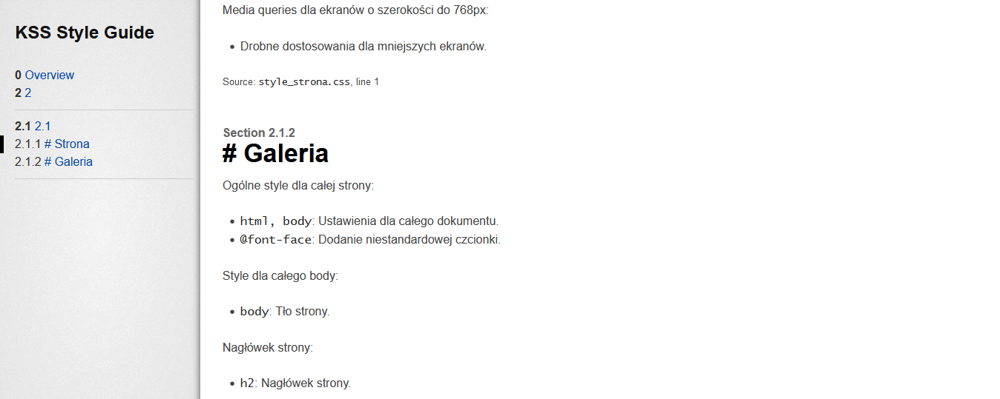 KSS Style Guide
0 Overview
2 2
2.1 2.1
2.1.1 # Strona
2.1.2 # Galeria
Media queries dla ekranów o szerokości do 768px:
• Drobne dostosowania dla mniejszych ekranów.
Source: style_strona.css, line 1
Section 2.1.2
# Galeria
Ogólne style dla całej strony:
• html, body: Ustawienia dla całego dokumentu.
• @font-face: Dodanie niestandardowej czcionki.
Style dla całego body:
• body: Tło strony.
Nagłówek strony:
• h2: Nagłówek strony.